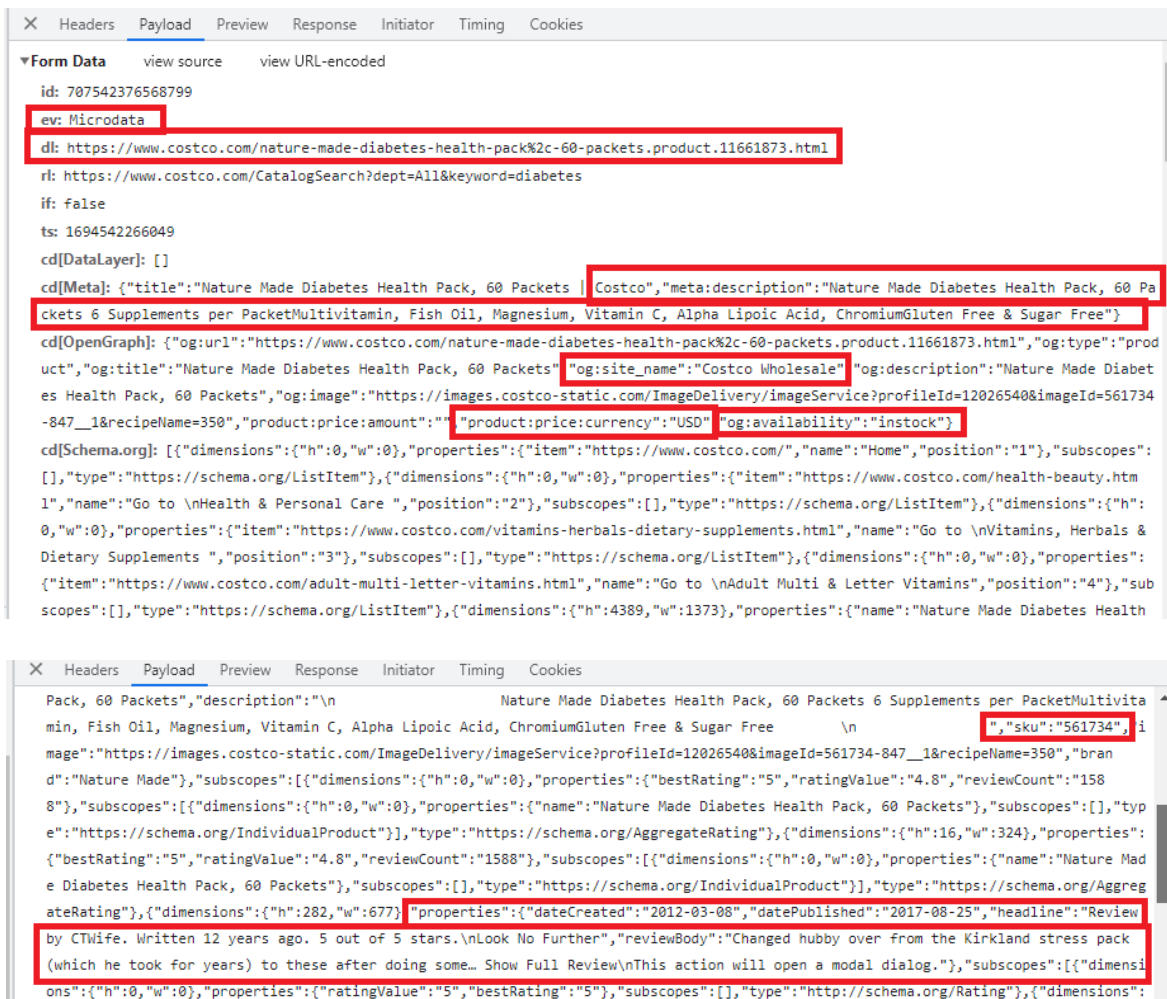 × Headers Payload Preview Response Initiator Timing Cookies
▼Form Data view source view URL-encoded
id: 707542376568799
ev: Microdata
dl: https://www.costco.com/nature-made-diabetes-health-pack%2c-60-packets.product.11661873.html
rl: https://www.costco.com/CatalogSearch?dept=All&keyword=diabetes
if: false
ts: 1694542266049
cd[DataLayer]: []
cd[Meta]: {"title":"Nature Made Diabetes Health Pack, 60 Packets | Costco","meta:description":"Nature Made Diabetes Health Pack, 60 Pa
ckets 6 Supplements per PacketMultivitamin, Fish Oil, Magnesium, Vitamin C, Alpha Lipoic Acid, ChromiumGluten Free & Sugar Free"}
cd[OpenGraph]: {"og:url":"https://www.costco.com/nature-made-diabetes-health-pack%2c-60-packets.product.11661873.html","og:type":"prod
uct","og:title":"Nature Made Diabetes Health Pack, 60 Packets" "og:site_name":"Costco Wholesale" "og:description":"Nature Made Diabet
es Health Pack, 60 Packets","og:image":"https://images.costco-static.com/ImageDelivery/imageService?profileId=12026540&imageId=561734
-847__1&recipeName=350","product:price:amount":"","product:price:currency":"USD" "og:availability":"instock"}
cd[Schema.org]: [{"dimensions":{"h":0,"w":0},"properties":{"item":"https://www.costco.com/","name":"Home","position":"1"},"subscopes":
[],"type":"https://schema.org/ListItem"},{"dimensions":{"h":0,"w":0},"properties":{"item":"https://www.costco.com/health-beauty.htm
l","name":"Go to \nHealth & Personal Care ","position":"2"},"subscopes":[],"type":"https://schema.org/ListItem"},{"dimensions":{"h":
0,"w":0},"properties":{"item":"https://www.costco.com/vitamins-herbals-dietary-supplements.html","name":"Go to \nVitamins, Herbals &
Dietary Supplements ","position":"3"},"subscopes":[],"type":"https://schema.org/ListItem"},{"dimensions":{"h":0,"w":0},"properties":
{"item":"https://www.costco.com/adult-multi-letter-vitamins.html","name":"Go to \nAdult Multi & Letter Vitamins","position":"4"},"sub
scopes":[],"type":"https://schema.org/ListItem"},{"dimensions":{"h":4389,"w":1373},"properties":{"name":"Nature Made Diabetes Health
× Headers Payload Preview Response Initiator Timing Cookies
Pack, 60 Packets","description":"\n Nature Made Diabetes Health Pack, 60 Packets 6 Supplements per PacketMultivita
min, Fish Oil, Magnesium, Vitamin C, Alpha Lipoic Acid, ChromiumGluten Free & Sugar Free \n ","sku":"561734","i
mage":"https://images.costco-static.com/ImageDelivery/imageService?profileId=12026540&imageId=561734-847__1&recipeName=350","bran
d":"Nature Made"},"subscopes":[{"dimensions":{"h":0,"w":0},"properties":{"bestRating":"5","ratingValue":"4.8","reviewCount":"158
8"},"subscopes":[{"dimensions":{"h":0,"w":0},"properties":{"name":"Nature Made Diabetes Health Pack, 60 Packets"},"subscopes":[],"typ
e":"https://schema.org/IndividualProduct"}],"type":"https://schema.org/AggregateRating"},{"dimensions":{"h":16,"w":324},"properties":
{"bestRating":"5","ratingValue":"4.8","reviewCount":"1588"},"subscopes":[{"dimensions":{"h":0,"w":0},"properties":{"name":"Nature Mad
e Diabetes Health Pack, 60 Packets"},"subscopes":[],"type":"https://schema.org/IndividualProduct"}],"type":"https://schema.org/Aggreg
ateRating"},{"dimensions":{"h":282,"w":677} "properties":{"dateCreated":"2012-03-08","datePublished":"2017-08-25","headline":"Review
by CTWife. Written 12 years ago. 5 out of 5 stars.\nLook No Further","reviewBody":"Changed hubby over from the Kirkland stress pack
(which he took for years) to these after doing some… Show Full Review\nThis action will open a modal dialog."},"subscopes":[{"dimensi
ons":{"h":0,"w":0},"properties":{"ratingValue":"5","bestRating":"5"},"subscopes":[],"type":"http://schema.org/Rating"},{"dimensions":